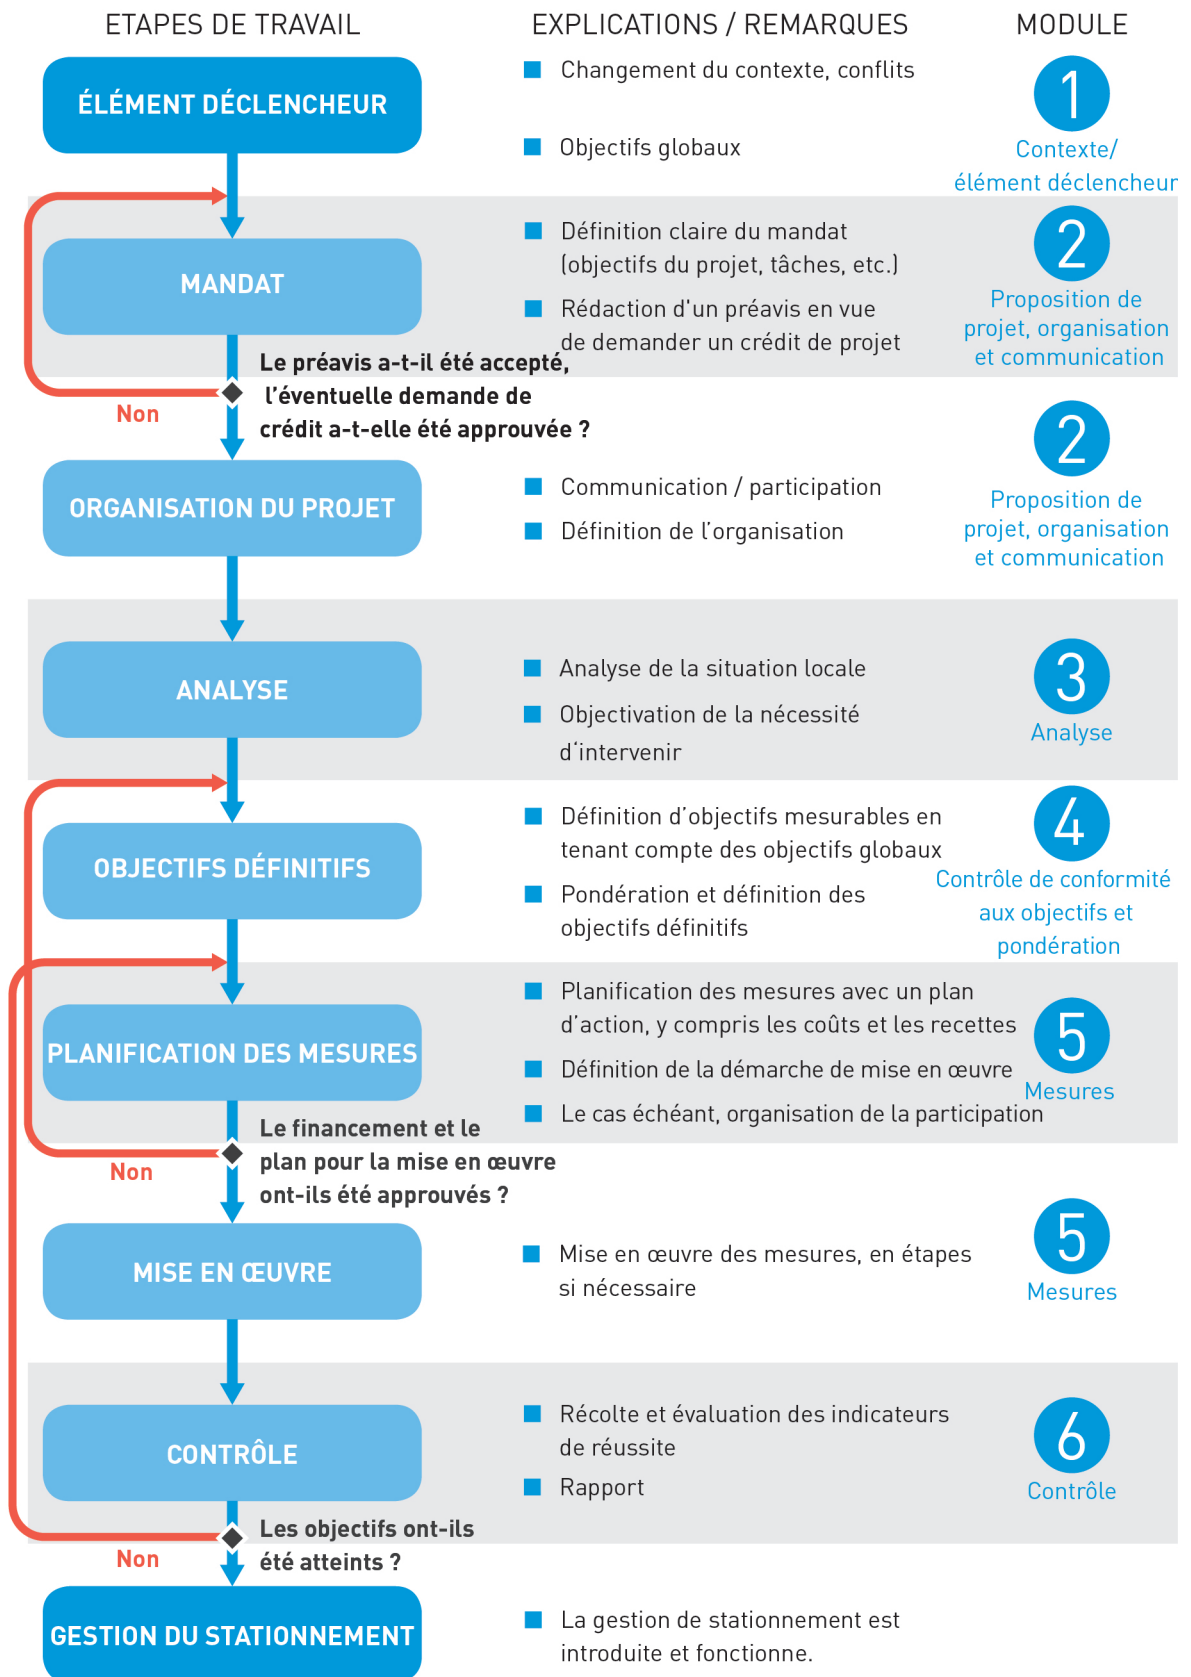 ETAPES DE TRAVAIL
EXPLICATIONS / REMARQUES
MODULE
ÉLÉMENT DÉCLENCHEUR
Changement du contexte, conflits
Objectifs globaux
1
Contexte/
élément déclencheur
MANDAT
Définition claire du mandat
(objectifs du projet, tâches, etc.)
Rédaction d'un préavis en vue
de demander un crédit de projet
2
Proposition de
projet, organisation
et communication
Le préavis a-t-il été accepté,
l’éventuelle demande de
crédit a-t-elle été approuvée ?
Non
ORGANISATION DU PROJET
Communication / participation
Définition de l’organisation
2
Proposition de
projet, organisation
et communication
ANALYSE
Analyse de la situation locale
Objectivation de la nécessité
d‘intervenir
3
Analyse
OBJECTIFS DÉFINITIFS
Définition d’objectifs mesurables en
tenant compte des objectifs globaux
Pondération et définition des
objectifs définitifs
4
Contrôle de conformité
aux objectifs et
pondération
PLANIFICATION DES MESURES
Planification des mesures avec un plan
d’action, y compris les coûts et les recettes
Définition de la démarche de mise en œuvre
Le cas échéant, organisation de la participation
5
Mesures
Le financement et le
plan pour la mise en œuvre
ont-ils été approuvés ?
Non
MISE EN ŒUVRE
Mise en œuvre des mesures, en étapes
si nécessaire
5
Mesures
CONTRÔLE
Récolte et évaluation des indicateurs
de réussite
Rapport
6
Contrôle
Les objectifs ont-ils
été atteints ?
Non
GESTION DU STATIONNEMENT
La gestion de stationnement est
introduite et fonctionne.